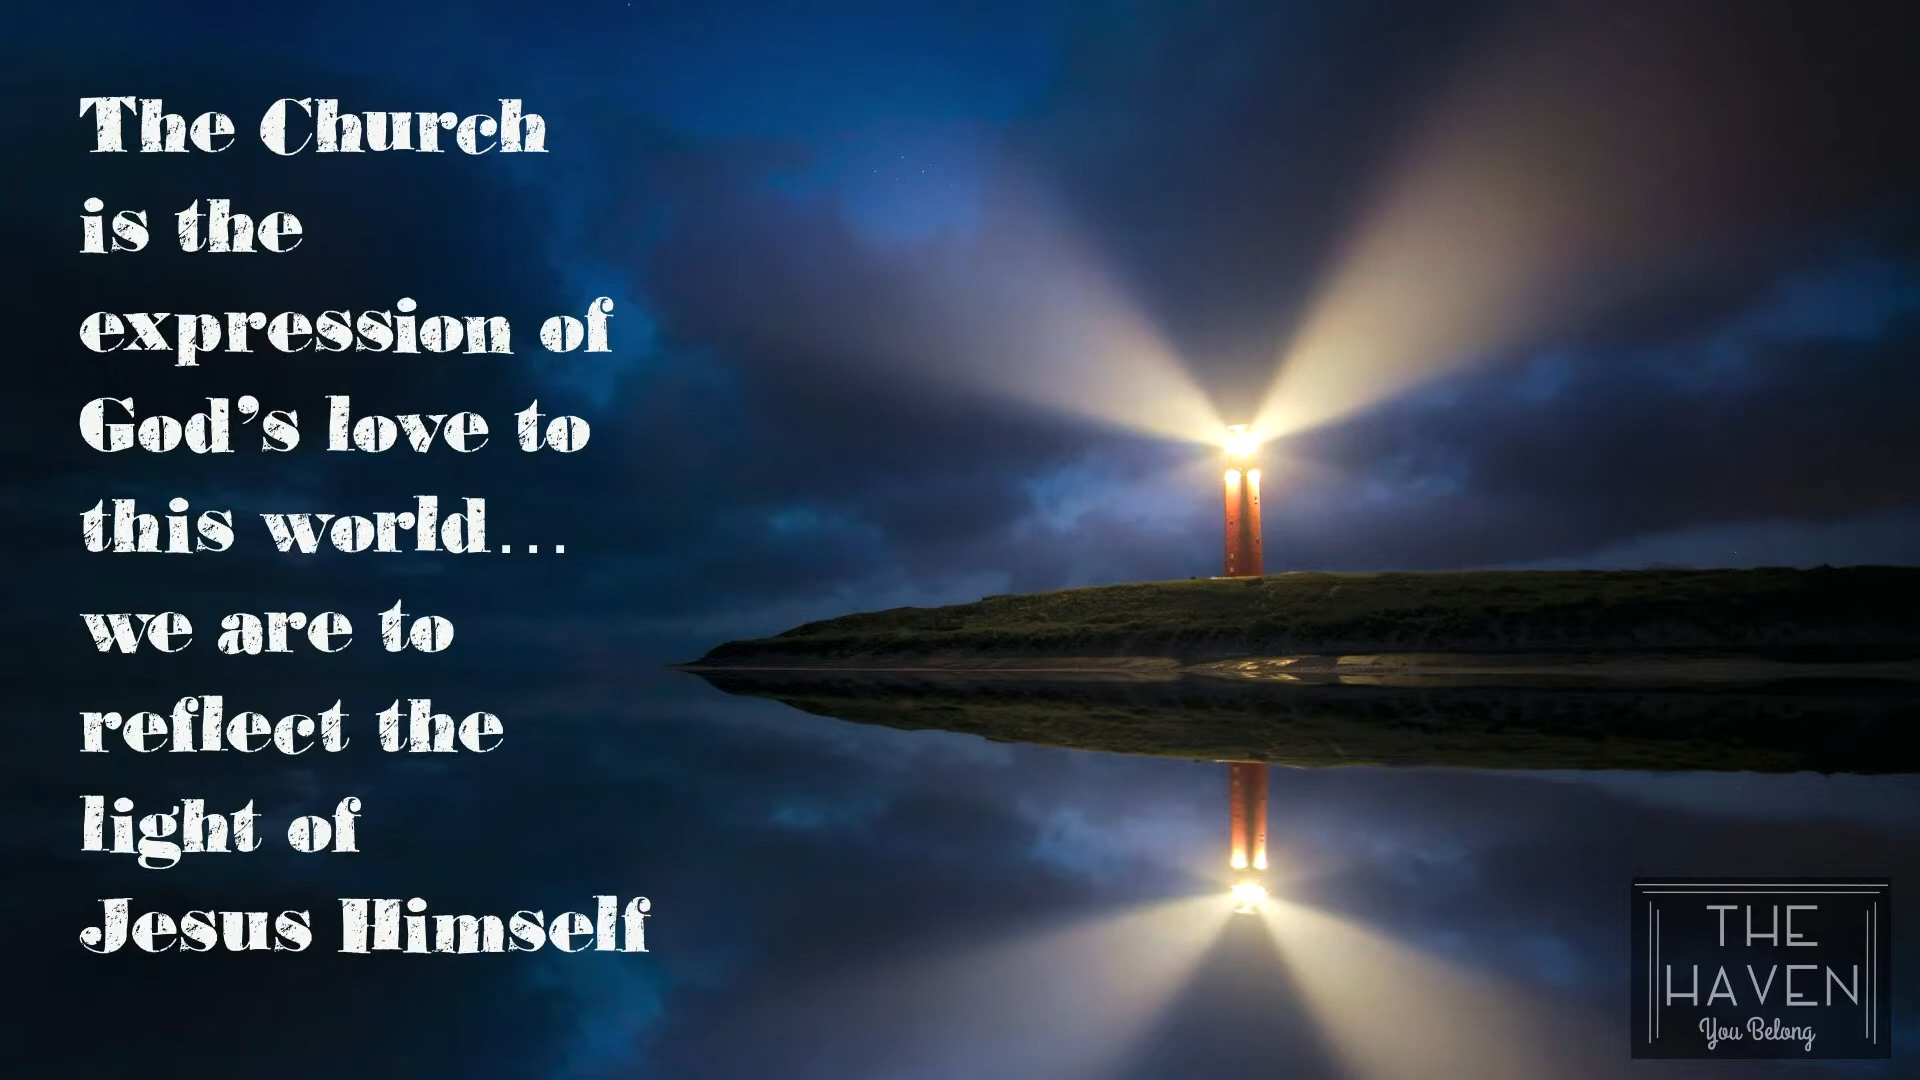 The Church
is the
expression of
God's love to
this world...
we are to
reflect the
light of
Jesus Himself
THE
HAVEN
You Belong